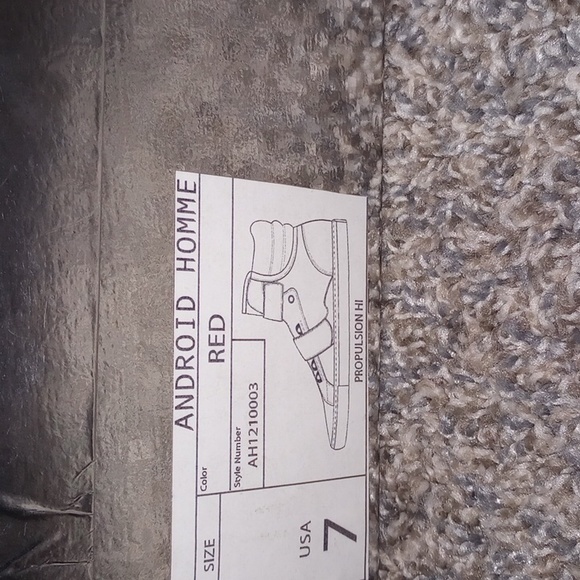 ANDROID HOMME
Color
RED
Style Number
AH1210003
PROPULSION HI
SIZE
USA
7